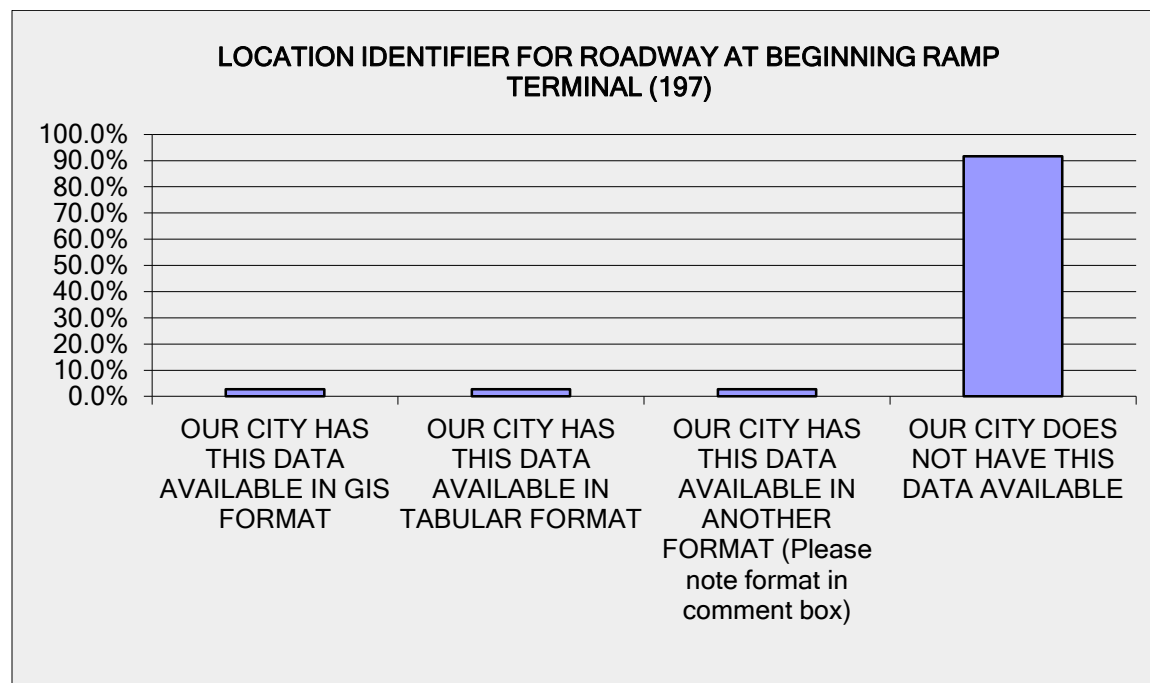 LOCATION IDENTIFIER FOR ROADWAY AT BEGINNING RAMP
TERMINAL (197)
100.0%
90.0%
80.0%
70.0%
60.0%
50.0%
40.0%
30.0%
20.0%
10.0%
0.0%
OUR CITY HAS
THIS DATA
AVAILABLE IN GIS
FORMAT
OUR CITY HAS
THIS DATA
AVAILABLE IN
TABULAR FORMAT
OUR CITY HAS
THIS DATA
AVAILABLE IN
ANOTHER
FORMAT (Please
note format in
comment box)
OUR CITY DOES
NOT HAVE THIS
DATA AVAILABLE